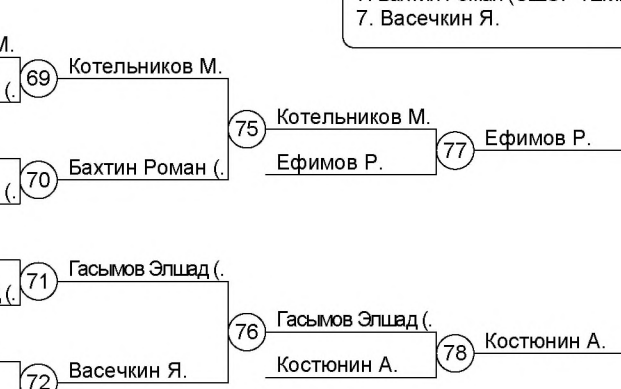 7. Васечкин Я.
М.
69 Котельников М.
(.
75 Котельников М.
77 Ефимов Р.
Ефимов Р.
70 Бахтин Роман (.
(.
71 Гасымов Элшад (.
(.
76 Гасымов Элшад (.
78 Костюнин А.
Костюнин А.
72 Васечкин Я.